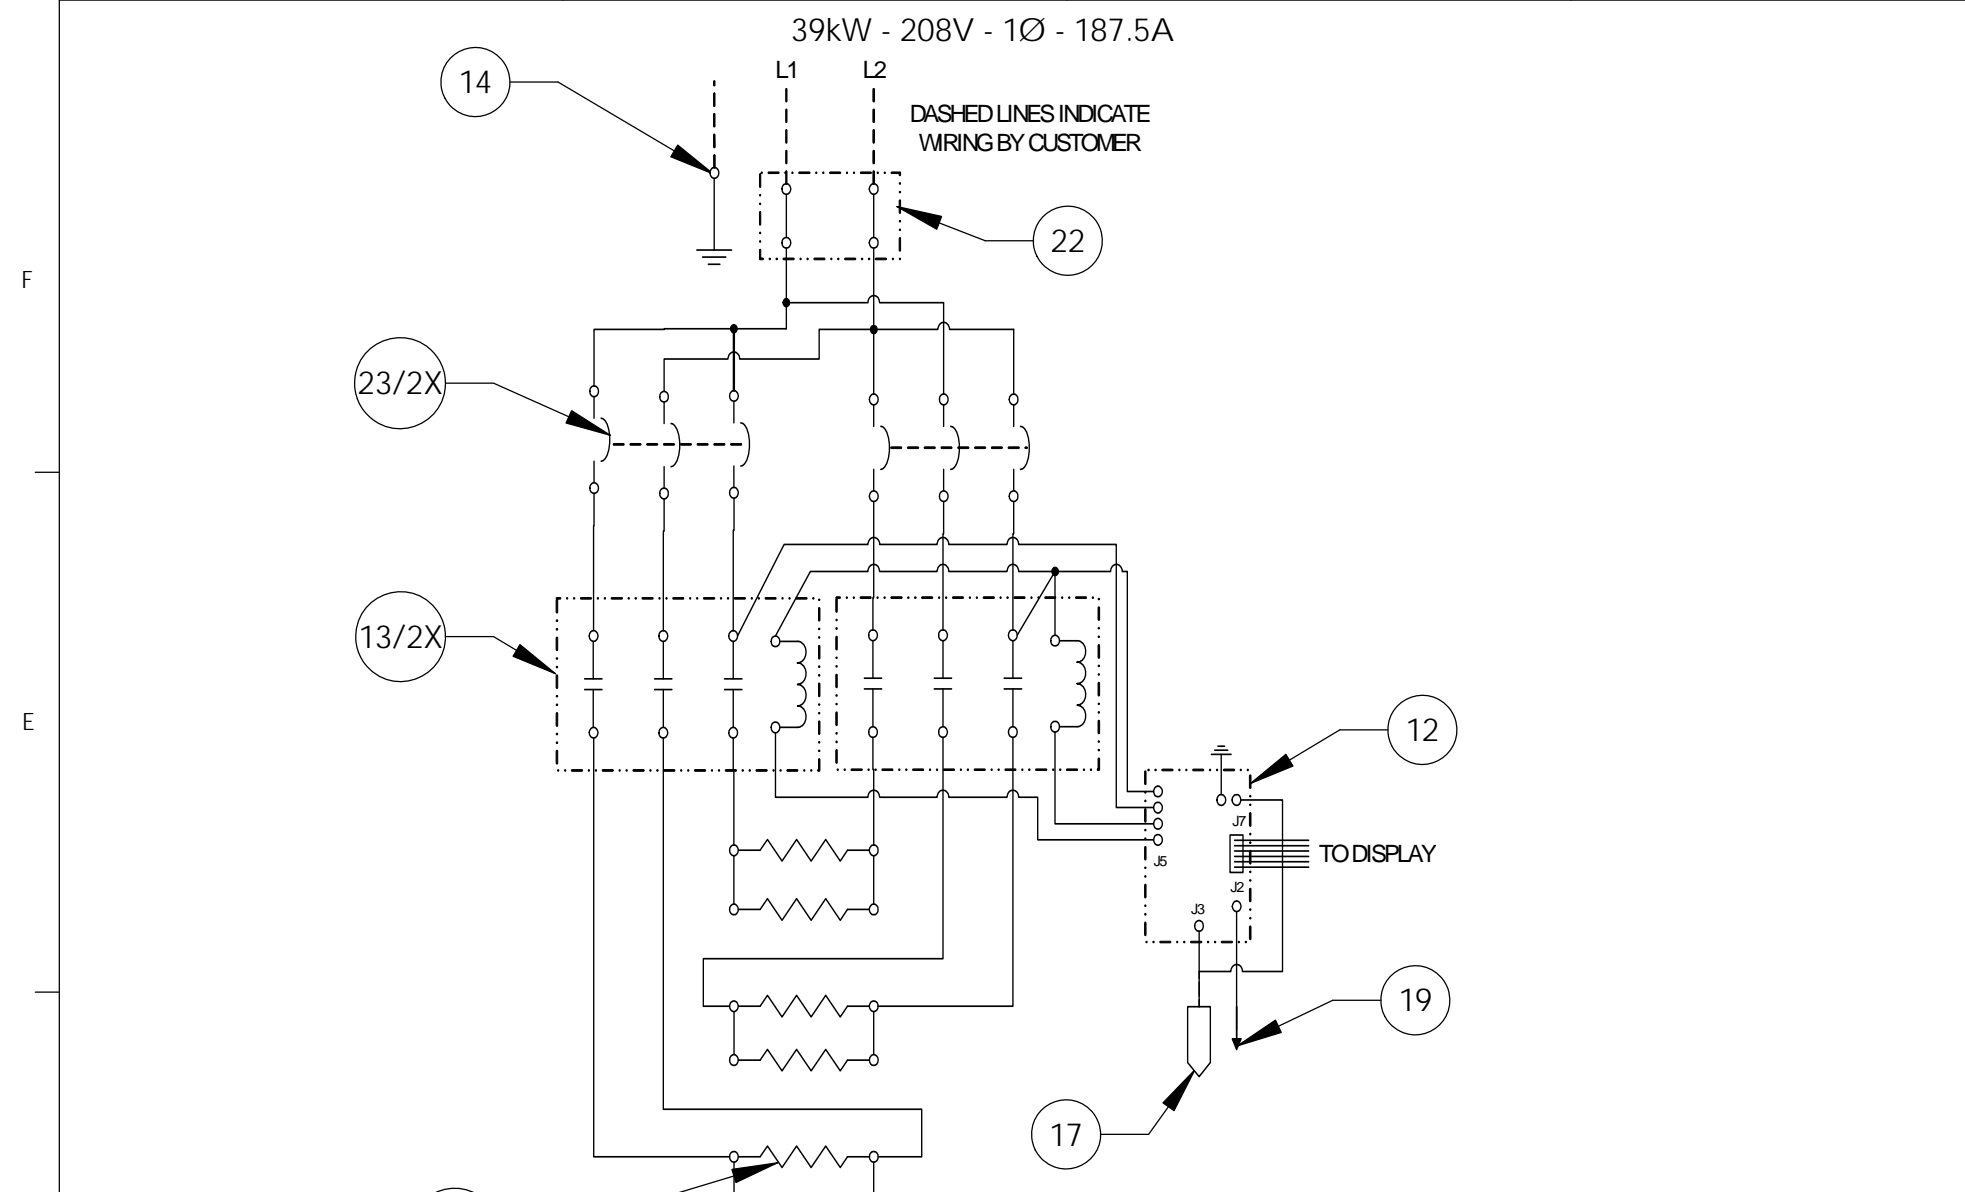 39kW - 208V - 1Ø - 187.5A
L1
L2
14
DASHED LINES INDICATE
WIRING BY CUSTOMER
22
F
23/2X
13/2X
E
12
J7
J5
TO DISPLAY
J2
J3
19
17